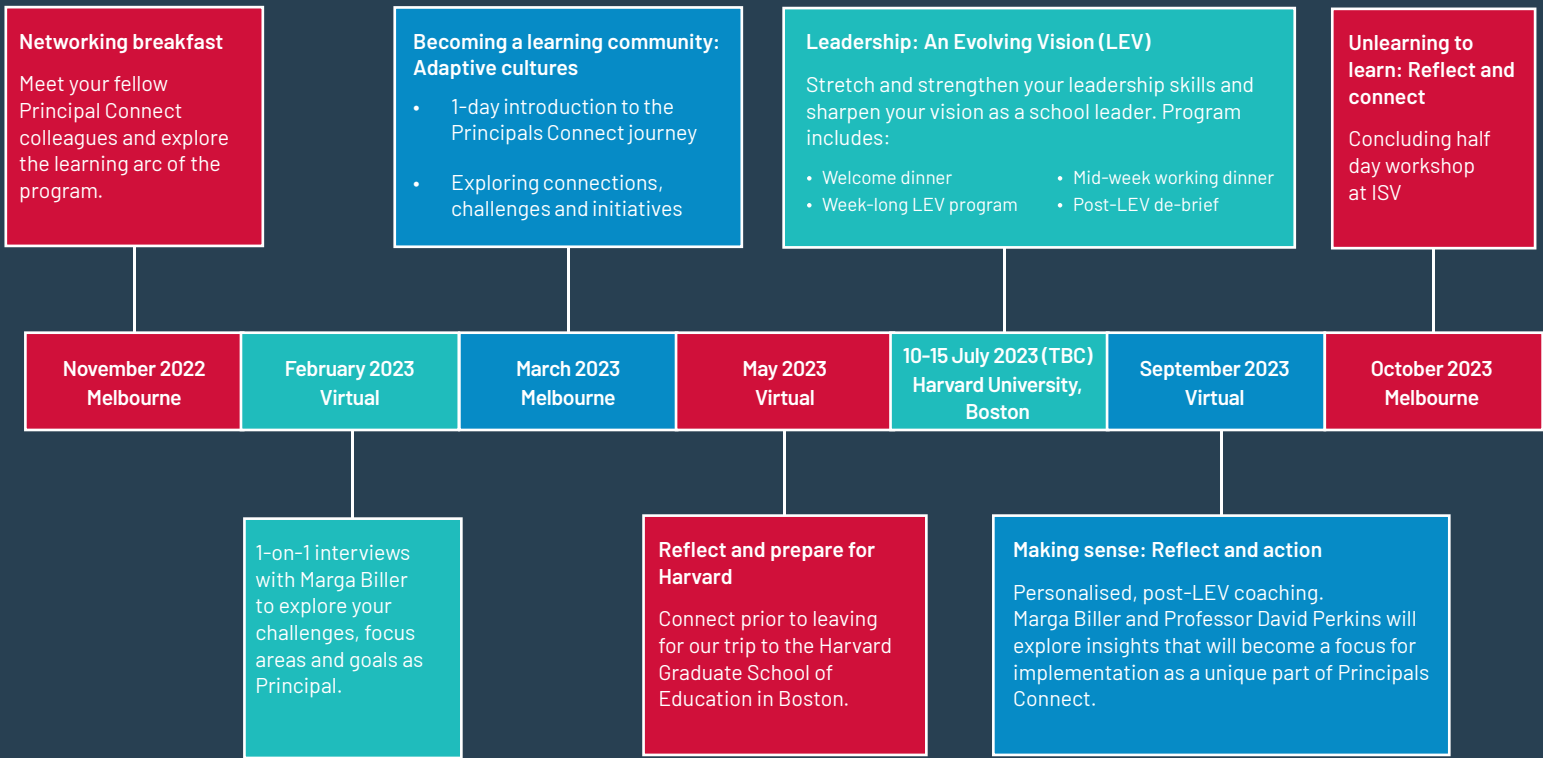 Networking breakfast
Meet your fellow
Principal Connect
colleagues and explore
the learning arc of the
program.
Becoming a learning community:
Adaptive cultures
• 1-day introduction to the
Principals Connect journey
• Exploring connections,
challenges and initiatives
Leadership: An Evolving Vision (LEV)
Stretch and strengthen your leadership skills and
sharpen your vision as a school leader. Program
includes:
• Welcome dinner
• Week-long LEV program
• Mid-week working dinner
• Post-LEV de-brief
Unlearning to
learn: Reflect and
connect
Concluding half
day workshop
at ISV
November 2022
Melbourne
February 2023
Virtual
March 2023
Melbourne
May 2023
Virtual
10-15 July 2023 (TBC)
Harvard University,
Boston
September 2023
Virtual
October 2023
Melbourne
1-on-1 interviews
with Marga Biller
to explore your
challenges, focus
areas and goals as
Principal.
Reflect and prepare for
Harvard
Connect prior to leaving
for our trip to the Harvard
Graduate School of
Education in Boston.
Making sense: Reflect and action
Personalised, post-LEV coaching.
Marga Biller and Professor David Perkins will
explore insights that will become a focus for
implementation as a unique part of Principals
Connect.